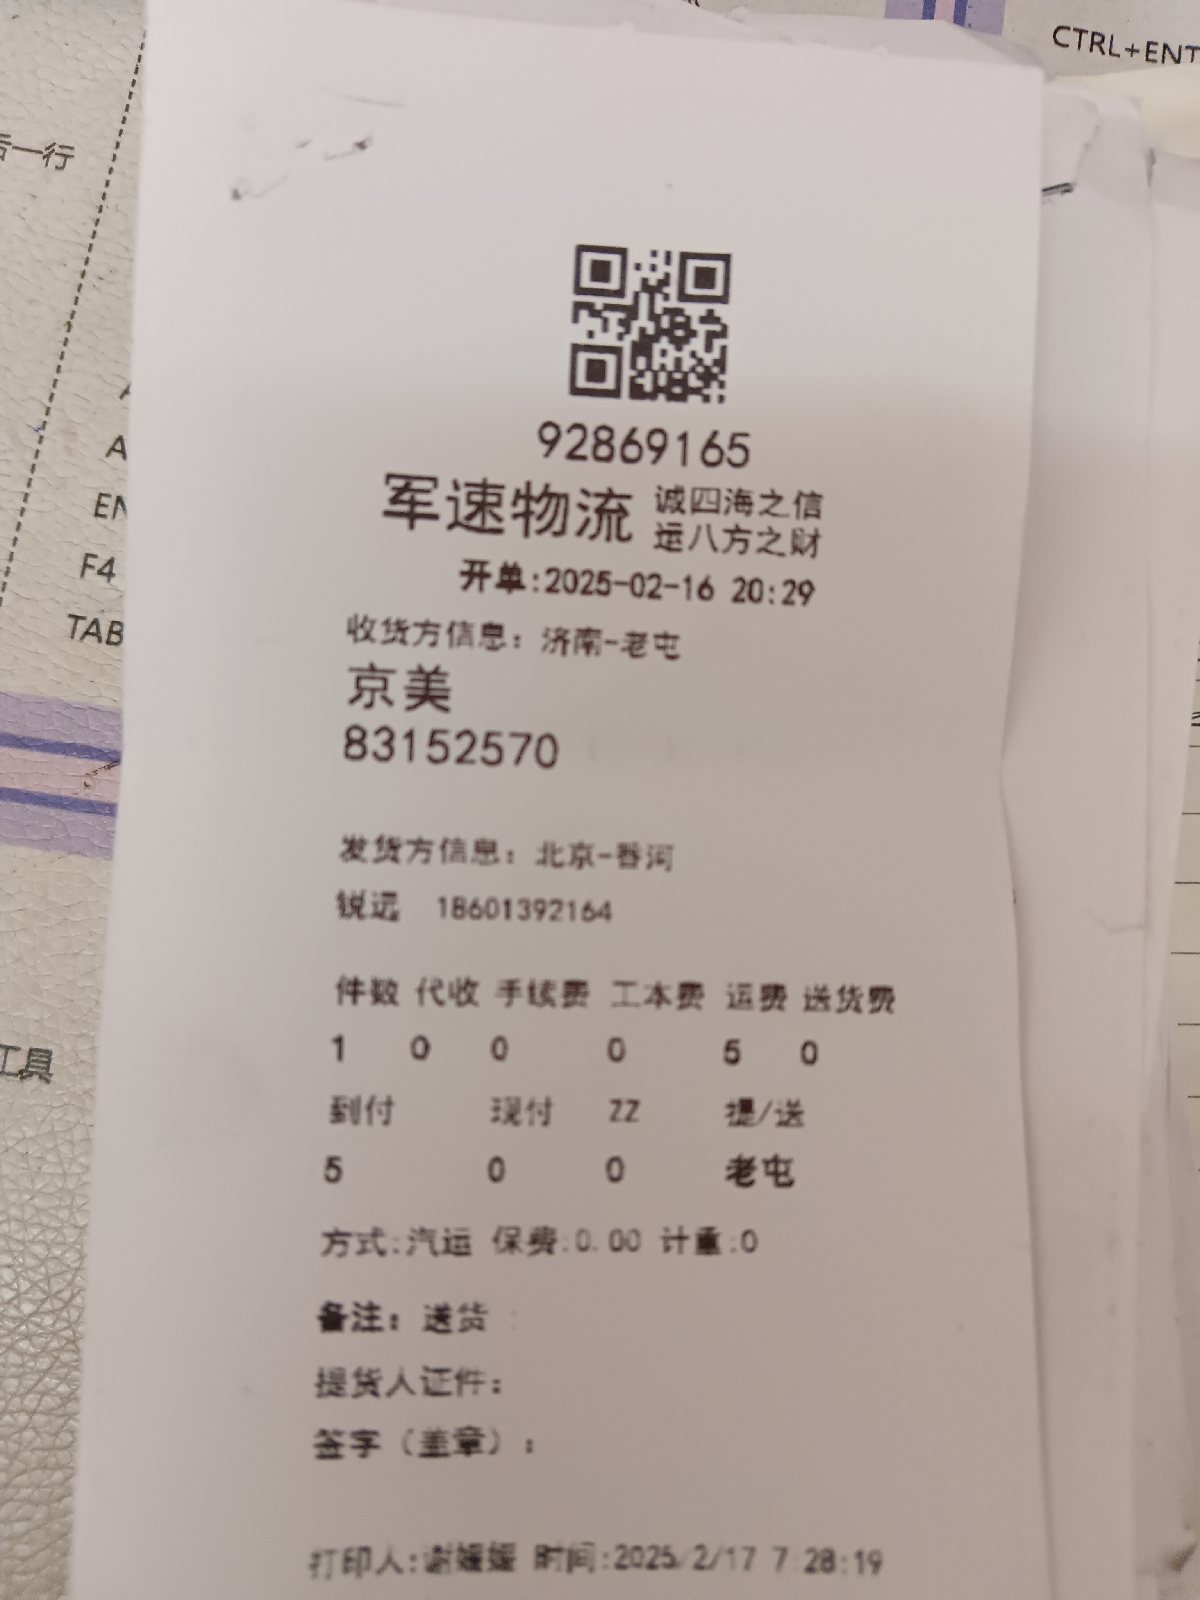 CTRL+ENT
后一行
A
EN
F4
TAB
工具
92869165
军速物流 诚四海之信
运八方之财
开单:2025-02-16 20:29
收货方信息：济南-老屯
京美
83152570
发货方信息：北京-香河
锐远 18601392164
件数 代收 手续费 工本费 运费 送货费
1 0 0 0 5 0
到付 现付 ZZ 提/送
5 0 0 老屯
方式:汽运 保费:0.00 计重:0
备注：送货
提货人证件：
签字（盖章）：
打印人:谢媛媛 时间:2025/2/17 7:28:19